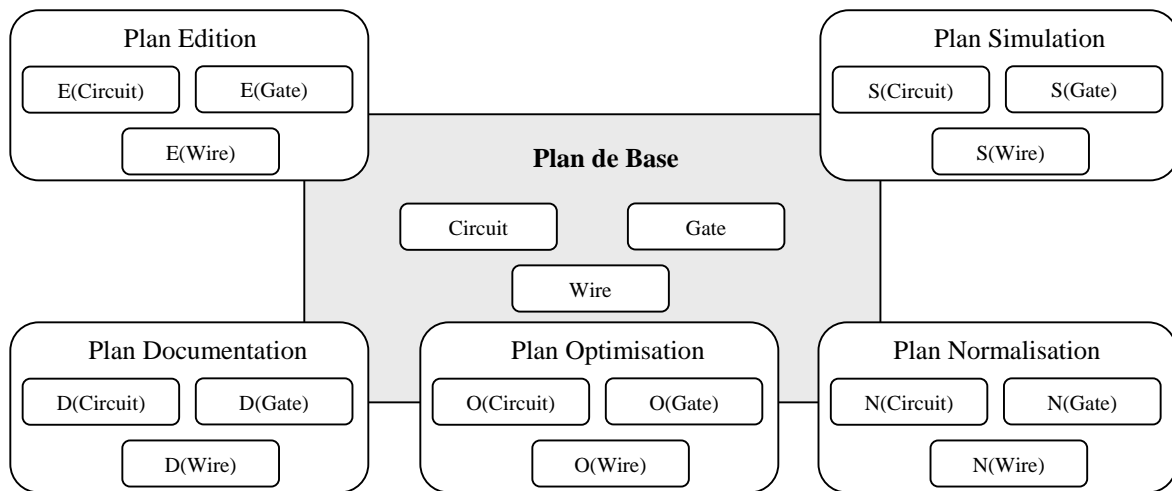 Plan Edition
E(Circuit)
E(Gate)
E(Wire)
Plan Simulation
S(Circuit)
S(Gate)
S(Wire)
Plan de Base
Circuit
Gate
Wire
Plan Documentation
D(Circuit)
D(Gate)
D(Wire)
Plan Optimisation
O(Circuit)
O(Gate)
O(Wire)
Plan Normalisation
N(Circuit)
N(Gate)
N(Wire)